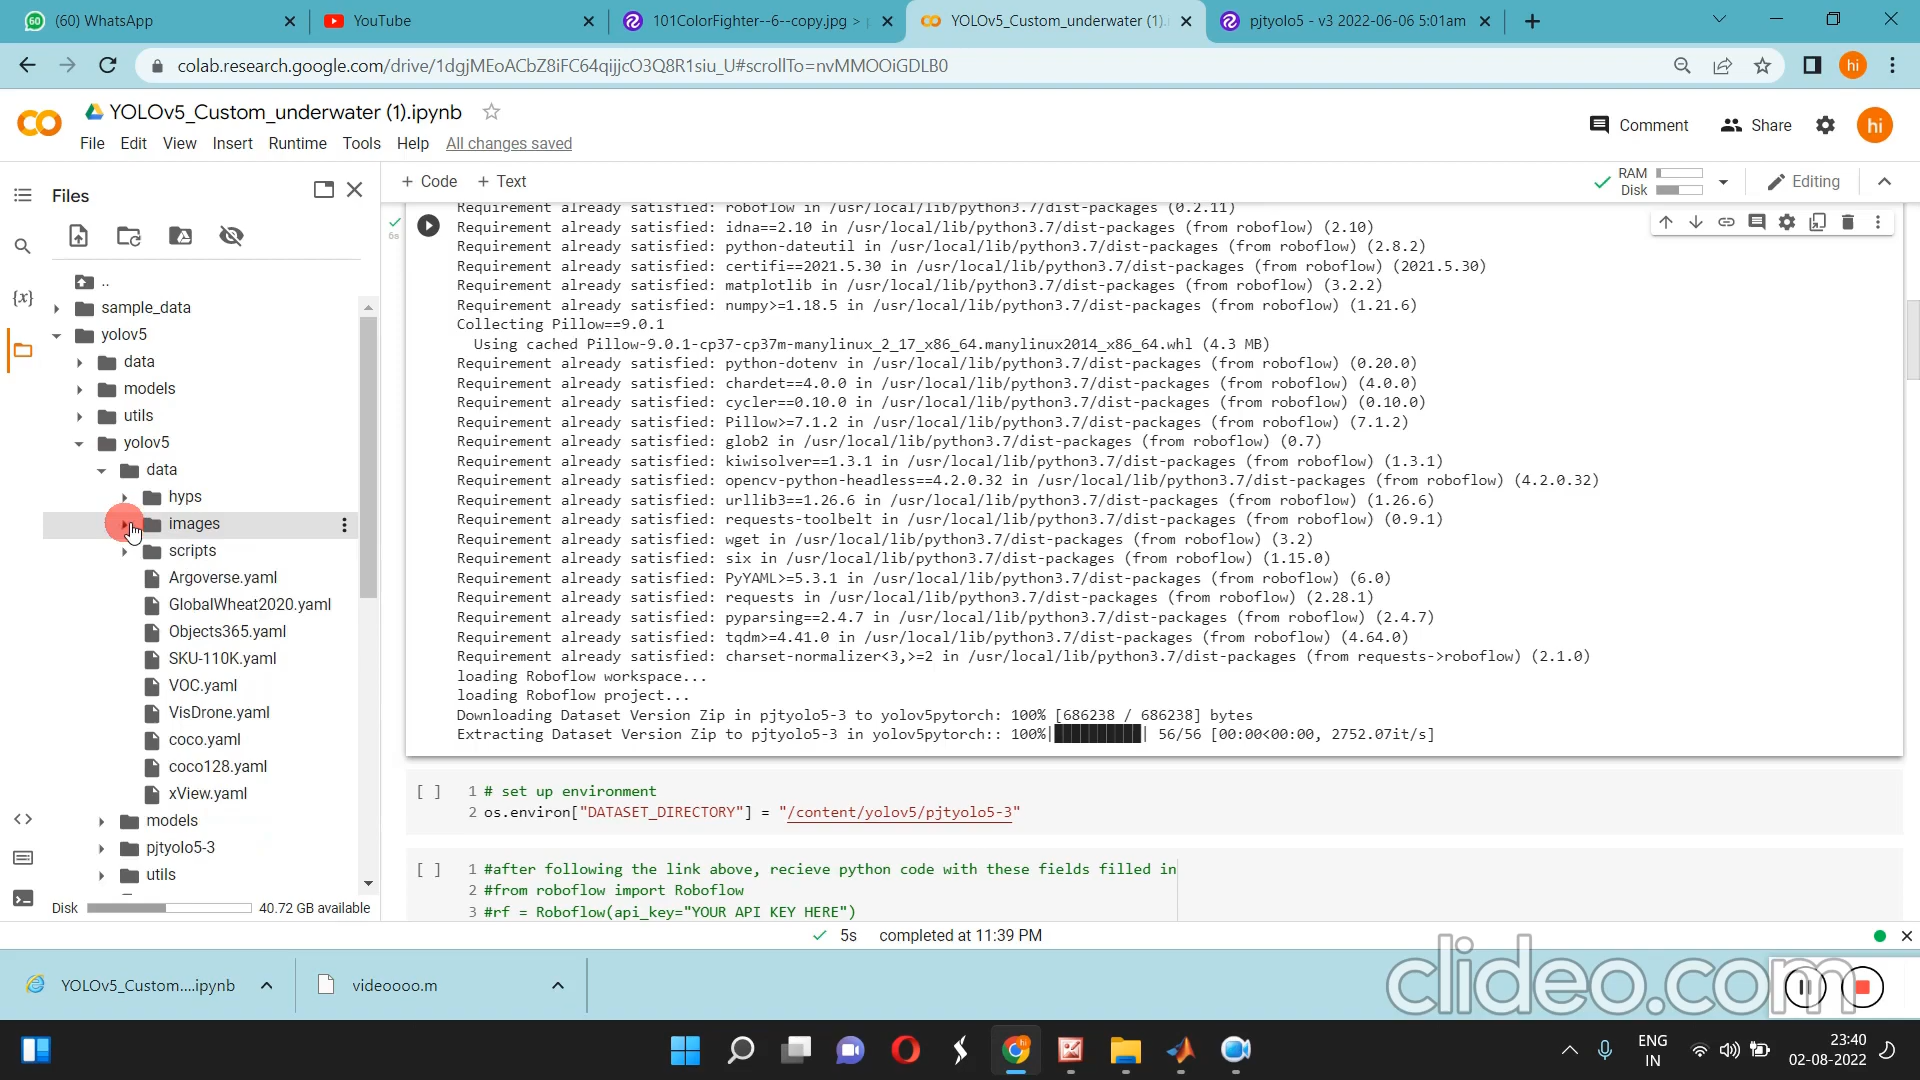 (60) WhatsApp
YouTube
101ColorFighter--6--copy.jpg >
YOLOv5_Custom_underwater (1).i
pjtyolo5 - v3 2022-06-06 5:01am
colab.research.google.com/drive/1dgjMEoACbZ8iFC64qijjcO3Q8R1siu_U#scrollTo=nvMMOOiGDLB0
hi
YOLOv5_Custom_underwater (1).ipynb
File Edit View Insert Runtime Tools Help All changes saved
Comment
Share
hi
Files
+ Code + Text
RAM
Disk
Editing
..
sample_data
yolov5
data
models
utils
yolov5
data
hyps
images
scripts
Argoverse.yaml
GlobalWheat2020.yaml
Objects365.yaml
SKU-110K.yaml
VOC.yaml
VisDrone.yaml
coco.yaml
coco128.yaml
xView.yaml
models
pjtyolo5-3
utils
Disk 40.72 GB available
6s
Requirement already satisfied: roboflow in /usr/local/lib/python3.7/dist-packages (0.2.11)
Requirement already satisfied: idna==2.10 in /usr/local/lib/python3.7/dist-packages (from roboflow) (2.10)
Requirement already satisfied: python-dateutil in /usr/local/lib/python3.7/dist-packages (from roboflow) (2.8.2)
Requirement already satisfied: certifi==2021.5.30 in /usr/local/lib/python3.7/dist-packages (from roboflow) (2021.5.30)
Requirement already satisfied: matplotlib in /usr/local/lib/python3.7/dist-packages (from roboflow) (3.2.2)
Requirement already satisfied: numpy>=1.18.5 in /usr/local/lib/python3.7/dist-packages (from roboflow) (1.21.6)
Collecting Pillow==9.0.1
Using cached Pillow-9.0.1-cp37-cp37m-manylinux_2_17_x86_64.manylinux2014_x86_64.whl (4.3 MB)
Requirement already satisfied: python-dotenv in /usr/local/lib/python3.7/dist-packages (from roboflow) (0.20.0)
Requirement already satisfied: chardet==4.0.0 in /usr/local/lib/python3.7/dist-packages (from roboflow) (4.0.0)
Requirement already satisfied: cycler==0.10.0 in /usr/local/lib/python3.7/dist-packages (from roboflow) (0.10.0)
Requirement already satisfied: Pillow>=7.1.2 in /usr/local/lib/python3.7/dist-packages (from roboflow) (7.1.2)
Requirement already satisfied: glob2 in /usr/local/lib/python3.7/dist-packages (from roboflow) (0.7)
Requirement already satisfied: kiwisolver==1.3.1 in /usr/local/lib/python3.7/dist-packages (from roboflow) (1.3.1)
Requirement already satisfied: opencv-python-headless==4.2.0.32 in /usr/local/lib/python3.7/dist-packages (from roboflow) (4.2.0.32)
Requirement already satisfied: urllib3==1.26.6 in /usr/local/lib/python3.7/dist-packages (from roboflow) (1.26.6)
Requirement already satisfied: requests-toolbelt in /usr/local/lib/python3.7/dist-packages (from roboflow) (0.9.1)
Requirement already satisfied: wget in /usr/local/lib/python3.7/dist-packages (from roboflow) (3.2)
Requirement already satisfied: six in /usr/local/lib/python3.7/dist-packages (from roboflow) (1.15.0)
Requirement already satisfied: PyYAML>=5.3.1 in /usr/local/lib/python3.7/dist-packages (from roboflow) (6.0)
Requirement already satisfied: requests in /usr/local/lib/python3.7/dist-packages (from roboflow) (2.28.1)
Requirement already satisfied: pyparsing==2.4.7 in /usr/local/lib/python3.7/dist-packages (from roboflow) (2.4.7)
Requirement already satisfied: tqdm>=4.41.0 in /usr/local/lib/python3.7/dist-packages (from roboflow) (4.64.0)
Requirement already satisfied: charset-normalizer<3,>=2 in /usr/local/lib/python3.7/dist-packages (from requests->roboflow) (2.1.0)
loading Roboflow workspace...
loading Roboflow project...
Downloading Dataset Version Zip in pjtyolo5-3 to yolov5pytorch: 100% [686238 / 686238] bytes
Extracting Dataset Version Zip to pjtyolo5-3 in yolov5pytorch:: 100%|██████████| 56/56 [00:00<00:00, 2752.07it/s]
[ ] 1 # set up environment
2 os.environ["DATASET_DIRECTORY"] = "/content/yolov5/pjtyolo5-3"
[ ] 1 #after following the link above, recieve python code with these fields filled in
2 #from roboflow import Roboflow
3 #rf = Roboflow(api_key="YOUR API KEY HERE")
5s completed at 11:39 PM
YOLOv5_Custom....ipynb
videoooo.m
clideo.com
ENG
IN
23:40
02-08-2022